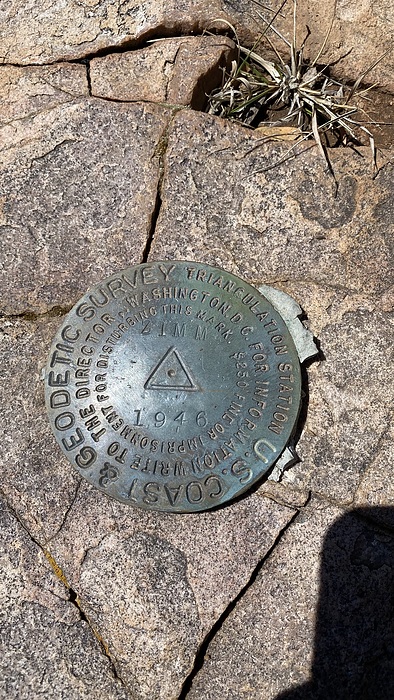 U.S. COAST & GEODETIC SURVEY
TRIANGULATION STATION
FOR INFORMATION WRITE TO THE DIRECTOR, WASHINGTON, D.C.
$250 FINE OR IMPRISONMENT FOR DISTURBING THIS MARK.
ZIMM
1946